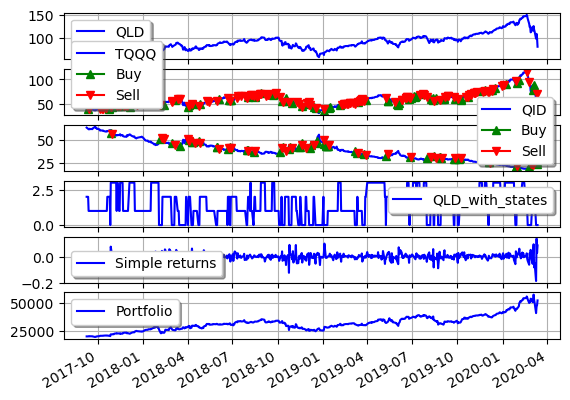 150
100
QLD
100
50
TQQQ
Buy
Sell
50
25
QID
Buy
Sell
2.5
0.0
QLD_with_states
0.0
−0.2
Simple returns
50000
25000
Portfolio
2017-10
2018-01
2018-04
2018-07
2018-10
2019-01
2019-04
2019-07
2019-10
2020-01
2020-04